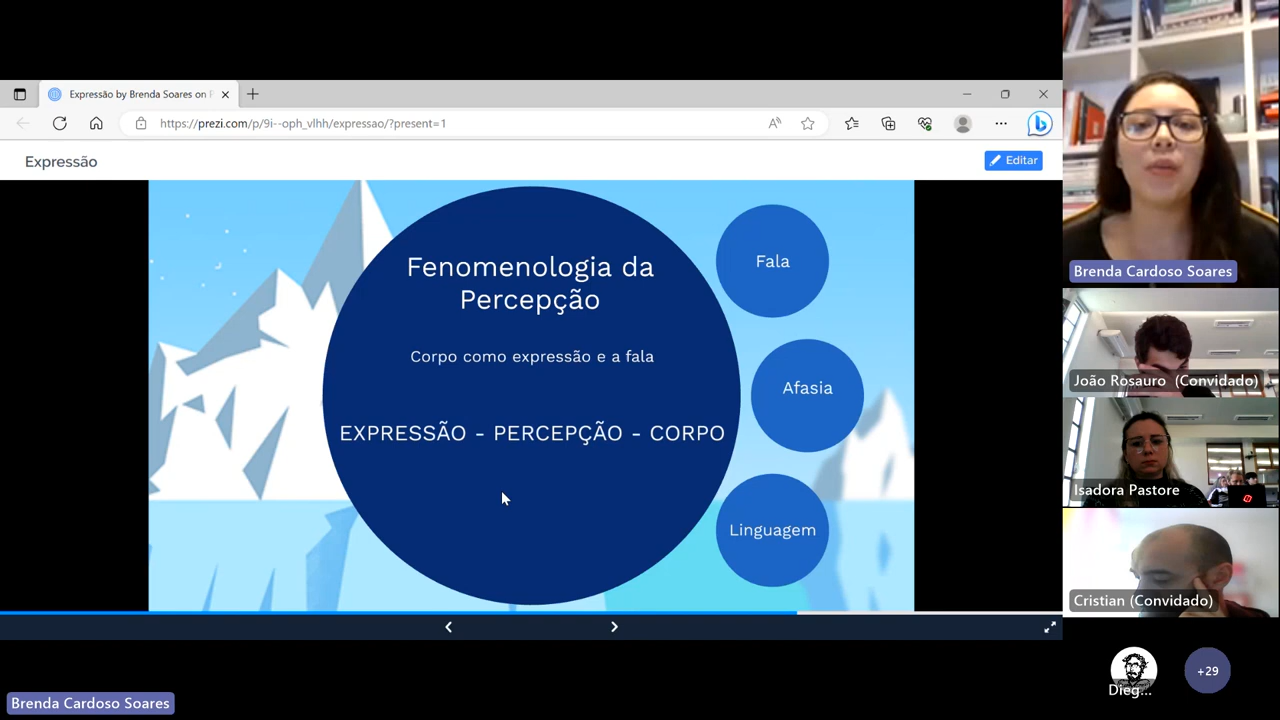 Expressão by Brenda Soares on P
https://prezi.com/p/9i--oph_vlhh/expressao/?present=1
Expressão
Editar
Fenomenologia da
Percepção
Corpo como expressão e a fala
EXPRESSÃO - PERCEPÇÃO - CORPO
Fala
Afasia
Linguagem
Brenda Cardoso Soares
João Rosauro (Convidado)
Isadora Pastore
Cristian (Convidado)
Dieg...
+29
Brenda Cardoso Soares